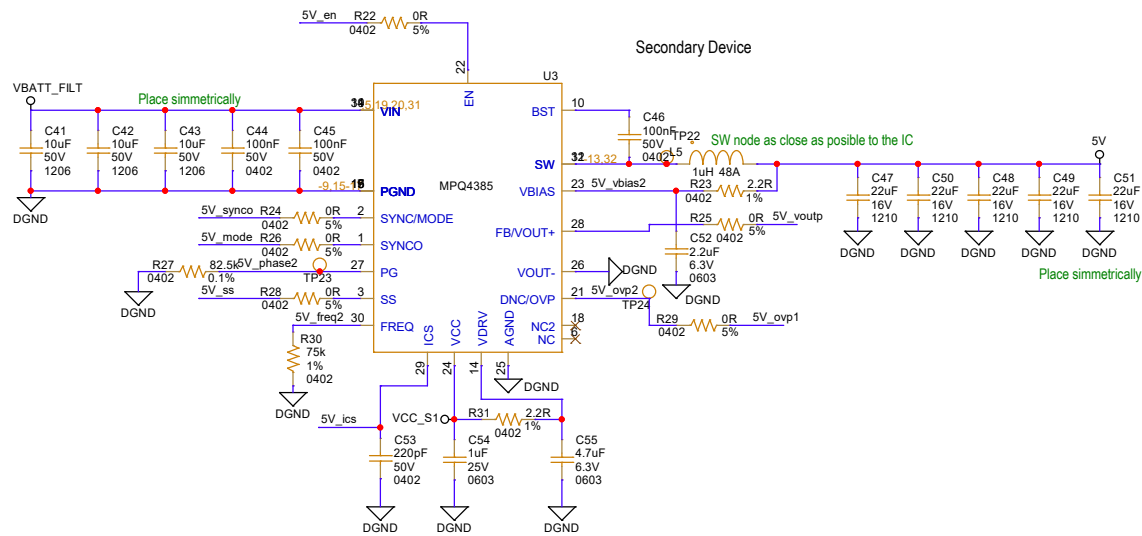 5V_en
R22
0R
0402
5%
Secondary Device
22
U3
VBATT_FILT
Place simmetrically
VIN
EN
BST
10
C41
10uF
50V
1206
C42
10uF
50V
1206
C43
10uF
50V
1206
C44
100nF
50V
0402
C45
100nF
50V
0402
C46
100nF
50V
0402
TP22
SW node as close as posible to the IC
5V
SW
L5
1uH 48A
DGND
PGND
MPQ4385
VBIAS
23
5V_vbias2
R23
2.2R
0402
1%
C47
22uF
16V
1210
C50
22uF
16V
1210
C48
22uF
16V
1210
C49
22uF
16V
1210
C51
22uF
16V
1210
5V_synco
R24
0R
0402
5%
2
SYNC/MODE
FB/VOUT+
28
R25
0R
5V_voutp
0402
5%
DGND
DGND
DGND
DGND
DGND
5V_mode
R26
0R
0402
5%
1
SYNCO
C52
2.2uF
6.3V
0603
R27
82.5k
0402
0.1%
5V_phase2
TP23
27
PG
VOUT-
26
DGND
Place simmetrically
DGND
5V_ss
R28
0R
0402
5%
3
SS
DNC/OVP
21
5V_ovp2
DGND
TP24
R29
0R
5V_ovp1
0402
5%
5V_freq2
30
FREQ
NC2
18
NC
6
R30
75k
1%
0402
DGND
ICS
VCC
VDRV
AGND
29
24
14
25
DGND
5V_ics
VCC_S1
R31
2.2R
0402
1%
C53
220pF
50V
0402
C54
1uF
25V
0603
C55
4.7uF
6.3V
0603
DGND
DGND
DGND